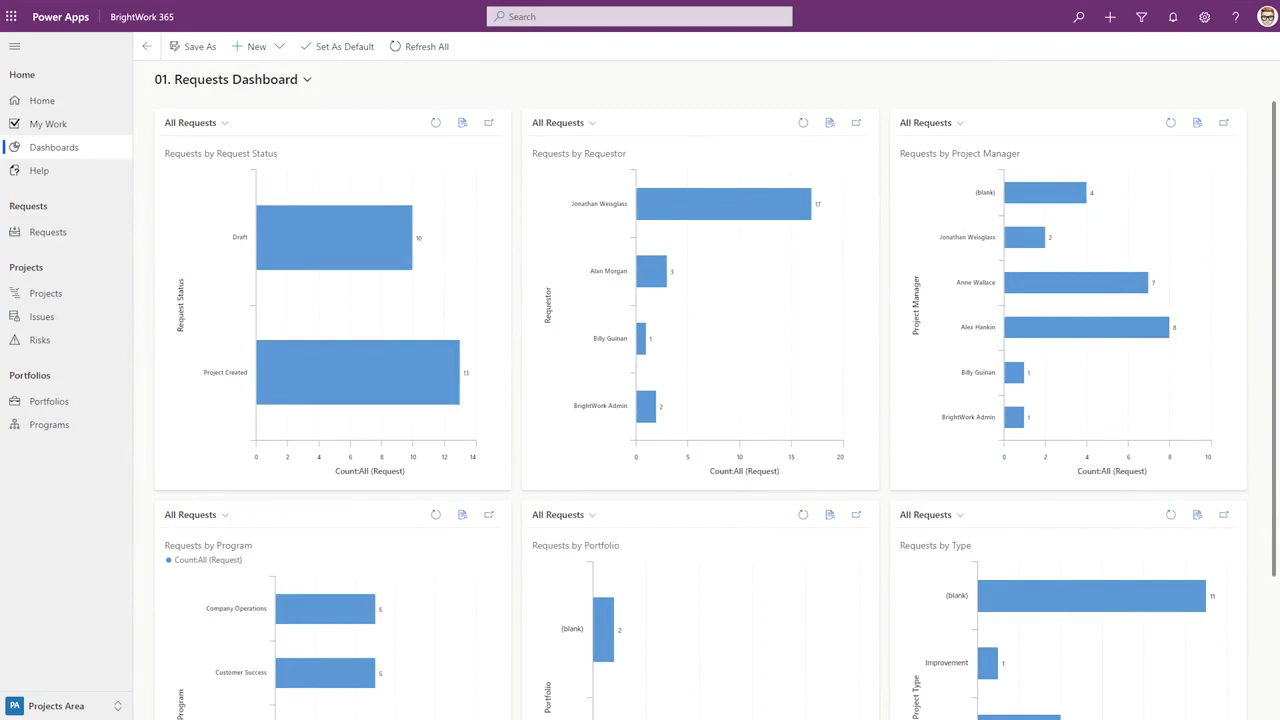 Power Apps BrightWork 365 Search
Save As New Set As Default Refresh All
Home
Home
My Work
Dashboards
Help
Requests
Requests
Projects
Projects
Issues
Risks
Portfolios
Portfolios
Programs
PA Projects Area
01. Requests Dashboard
All Requests
Requests by Request Status
Request Status
Draft 10
Project Created 13
0 2 4 6 8 10 12 14
Count:All (Request)
All Requests
Requests by Requestor
Requestor
Jonathan Weisglass 17
Alan Morgan 3
Billy Guinan 1
BrightWork Admin 2
0 5 10 15 20
Count:All (Request)
All Requests
Requests by Project Manager
Project Manager
(blank) 4
Jonathan Weisglass 2
Anne Wallace 7
Alex Hankin 8
Billy Guinan 1
BrightWork Admin 1
0 2 4 6 8 10
Count:All (Request)
All Requests
Requests by Program
Count:All (Request)
Program
Company Operations 5
Customer Success 5
All Requests
Requests by Portfolio
Portfolio
(blank) 2
All Requests
Requests by Type
Project Type
(blank) 11
Improvement 1